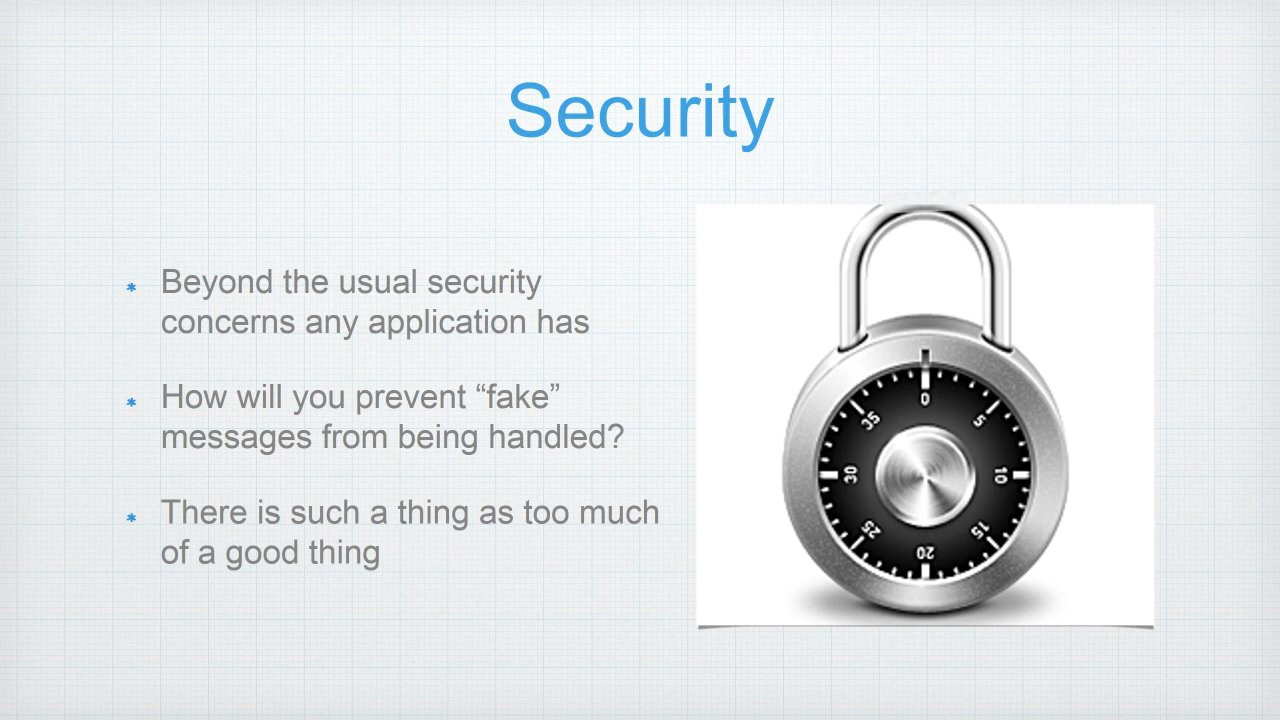 Security
* Beyond the usual security
concerns any application has
* How will you prevent “fake”
messages from being handled?
* There is such a thing as too much
of a good thing
0
5
10
15
20
25
30
35